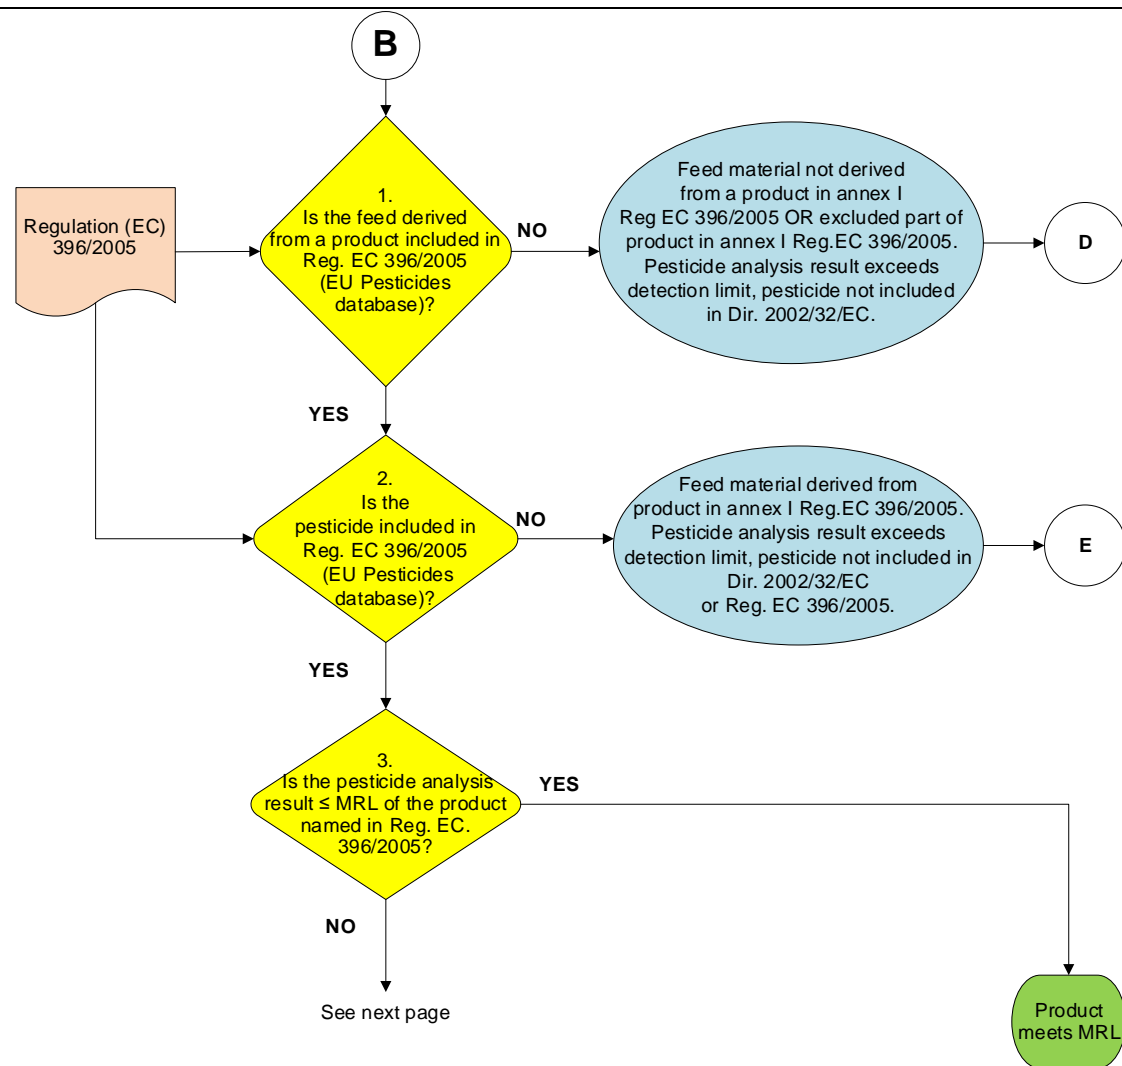 B
1.
Is the feed derived
from a product included in
Reg. EC 396/2005
(EU Pesticides
database)?
Regulation (EC)
396/2005
NO
Feed material not derived
from a product in annex I
Reg EC 396/2005 OR excluded part of
product in annex I Reg.EC 396/2005.
Pesticide analysis result exceeds
detection limit, pesticide not included
in Dir. 2002/32/EC.
D
YES
2.
Is the
pesticide included in
Reg. EC 396/2005
(EU Pesticides
database)?
NO
Feed material derived from
product in annex I Reg.EC 396/2005.
Pesticide analysis result exceeds
detection limit, pesticide not included in
Dir. 2002/32/EC
or Reg. EC 396/2005.
E
YES
3.
Is the pesticide analysis
result ≤ MRL of the product
named in Reg. EC.
396/2005?
YES
NO
See next page
Product
meets MRL